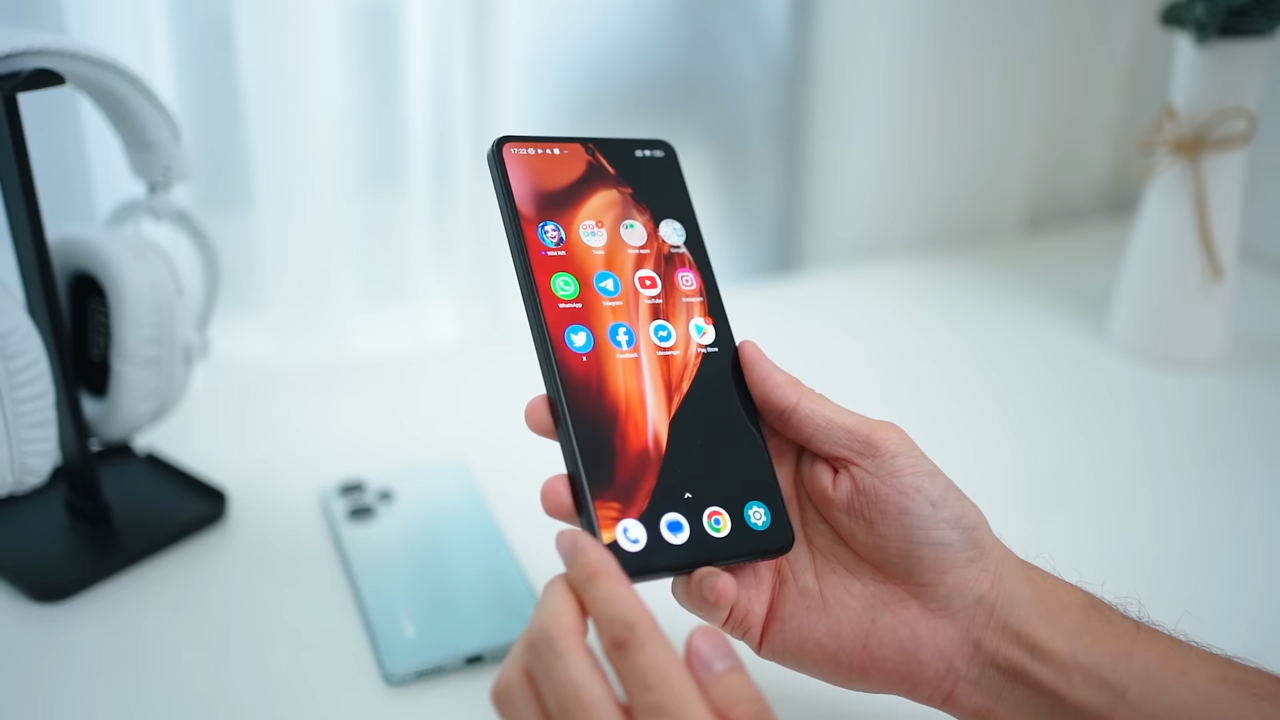 17:22
Wild Rift
Tools
WhatsApp
Telegram
YouTube
Instagram
X
Facebook
Messenger
Play Store